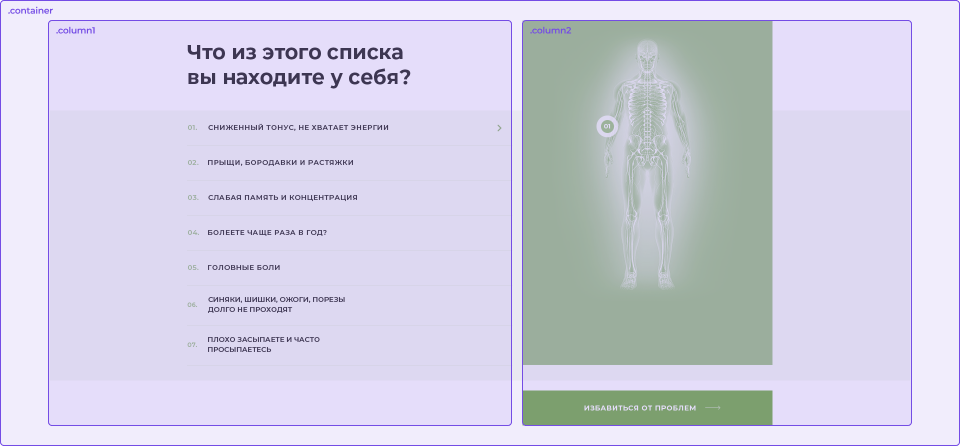 .container
.column1
Что из этого списка
вы находите у себя?
01. СНИЖЕННЫЙ ТОНУС, НЕ ХВАТАЕТ ЭНЕРГИИ
02. ПРЫЩИ, БОРОДАВКИ И РАСТЯЖКИ
03. СЛАБАЯ ПАМЯТЬ И КОНЦЕНТРАЦИЯ
04. БОЛЕЕТЕ ЧАЩЕ РАЗА В ГОД?
05. ГОЛОВНЫЕ БОЛИ
06. СИНЯКИ, ШИШКИ, ОЖОГИ, ПОРЕЗЫ
ДОЛГО НЕ ПРОХОДЯТ
07. ПЛОХО ЗАСЫПАЕТЕ И ЧАСТО
ПРОСЫПАЕТЕСЬ
.column2
01
ИЗБАВИТЬСЯ ОТ ПРОБЛЕМ